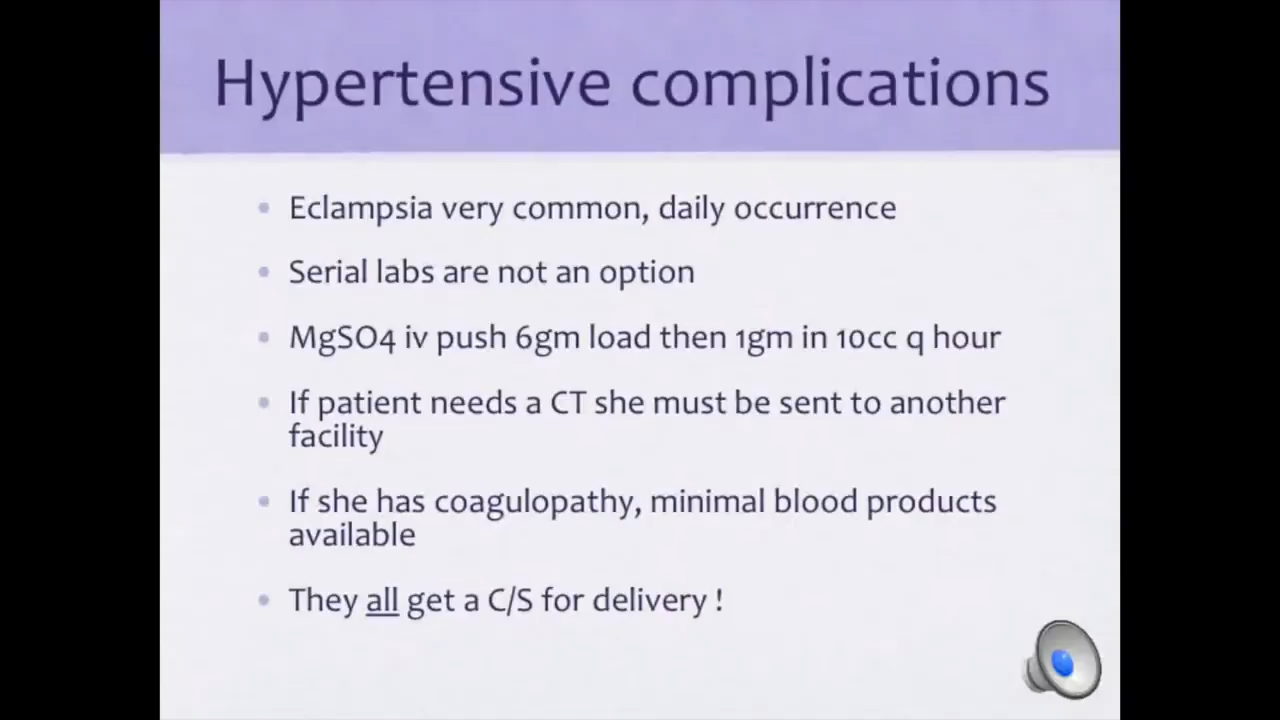 Hypertensive complications
• Eclampsia very common, daily occurrence
• Serial labs are not an option
• MgSO4 iv push 6gm load then 1gm in 10cc q hour
• If patient needs a CT she must be sent to another
facility
• If she has coagulopathy, minimal blood products
available
• They all get a C/S for delivery !